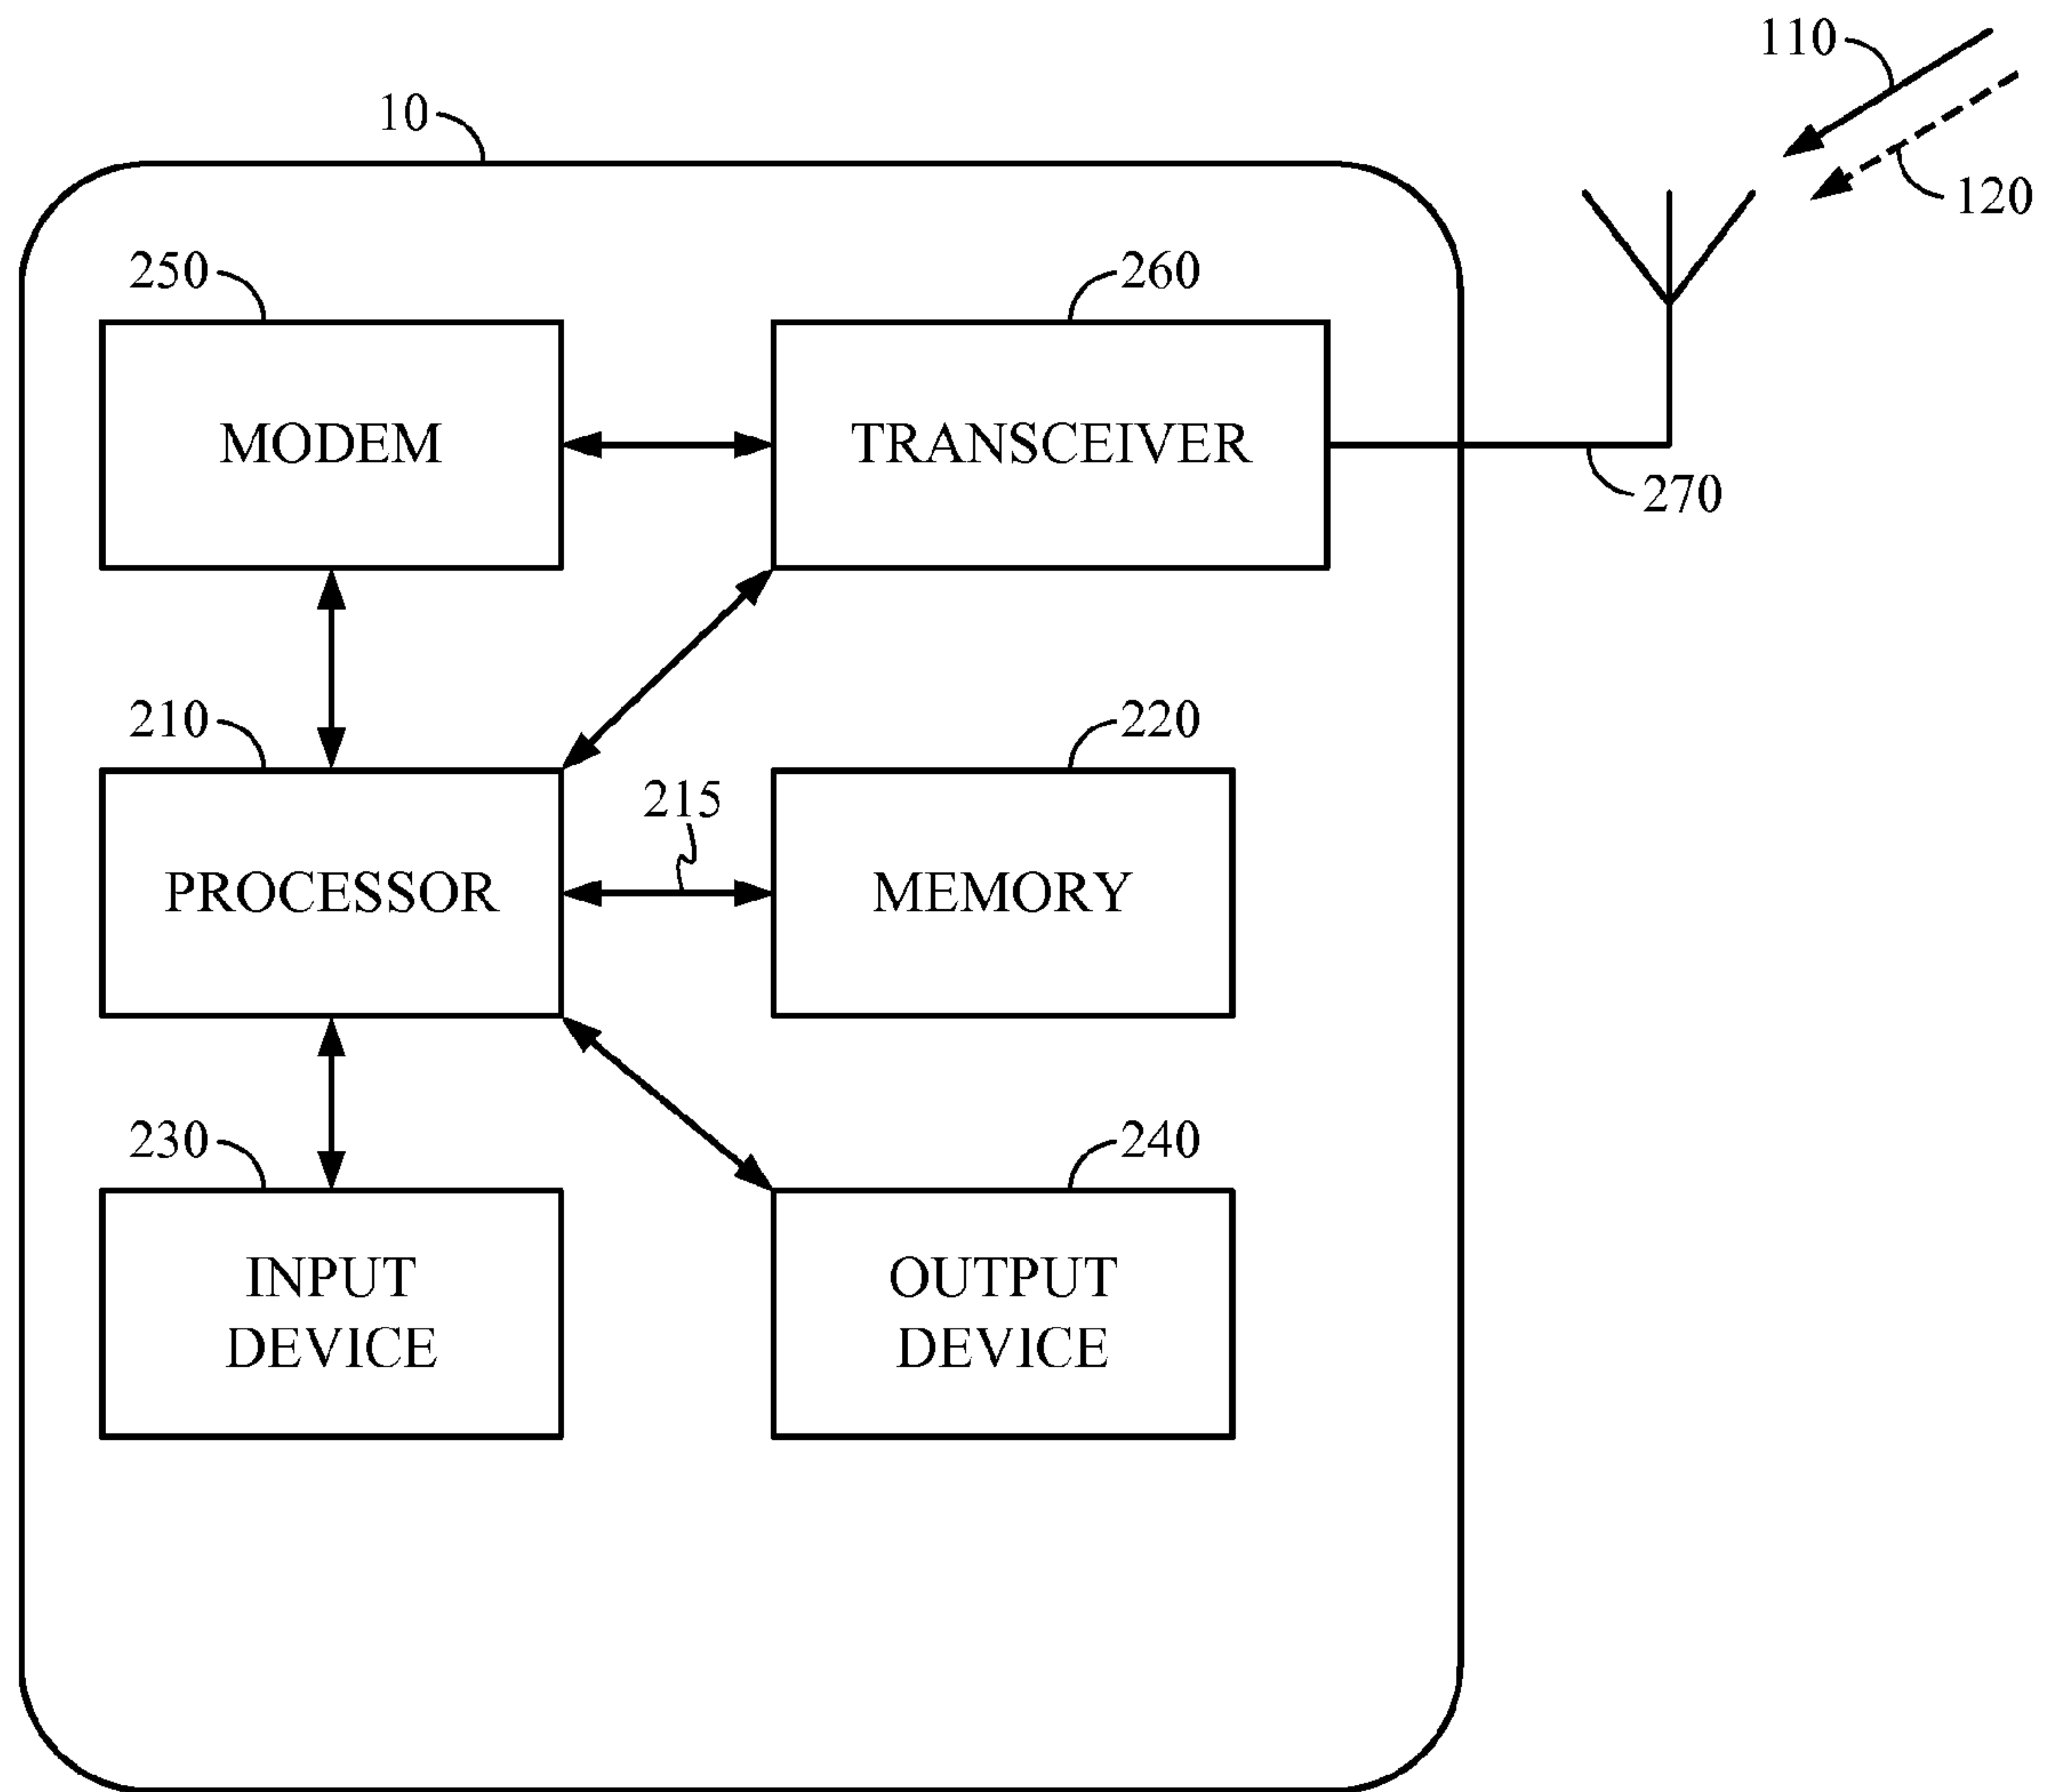 110
10
120
250
260
MODEM
TRANSCEIVER
270
210
220
215
PROCESSOR
MEMORY
230
240
INPUT
DEVICE
OUTPUT
DEVICE